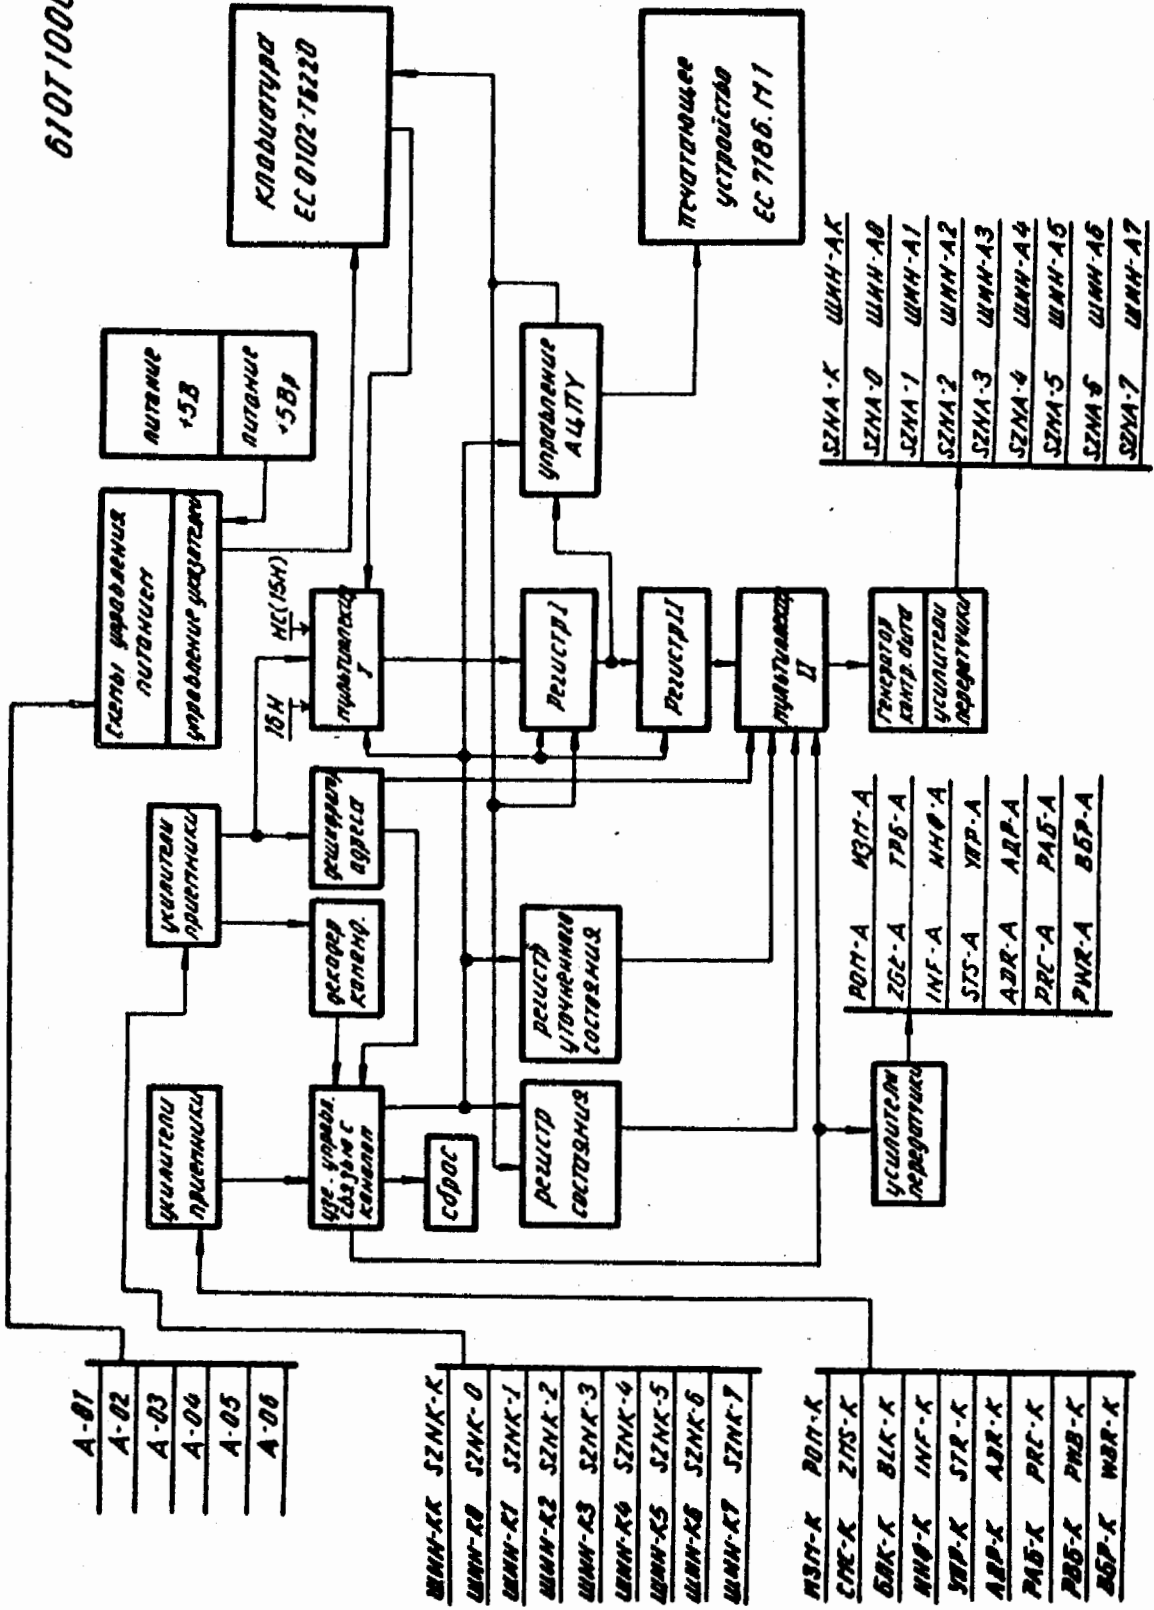 Клавиатура
ЕС 0102-76220
питание
+5В
питание
+5Вр
Схемы управления
питанием
управление указателями
усилители
приемники
усилители
приемники
16Н
НС(15Н)
мультиплексор
I
дешифратор
адреса
декодер
команд.
узел управл.
связью с
каналом
сброс
управление
АЦПУ
печатающее
устройство
ЕС 7186.М1
Регистр I
Регистр II
регистр
уточненного
состояния
регистр
состояния
мультиплексор
II
генератор
контр. бита
усилители
передатчики
усилители
передатчики
А-01
А-02
А-03
А-04
А-05
А-06
ШИН-КК SZNK-K
ШИН-К0 SZNK-0
ШИН-К1 SZNK-1
ШИН-К2 SZNK-2
ШИН-К3 SZNK-3
ШИН-К4 SZNK-4
ШИН-К5 SZNK-5
ШИН-К6 SZNK-6
ШИН-К7 SZNK-7
ИЗМ-К POM-K
СМС-К ZMS-K
БЛК-К BLK-K
ИНФ-К INF-K
УПР-К STR-K
АВР-К ABR-K
РАБ-К PRC-K
РВБ-К PWB-K
ВБР-К WBR-K
POM-A ИЗМ-А
ZGŁ-A ТРБ-А
INF-A ИНФ-А
STS-A УПР-А
ADR-A АДР-А
PRC-A РАБ-А
PWR-A ВБР-А
SZNA-K ШИН-АК
SZNA-0 ШИН-А0
SZNA-1 ШИН-А1
SZNA-2 ШИН-А2
SZNA-3 ШИН-А3
SZNA-4 ШИН-А4
SZNA-5 ШИН-А5
SZNA-6 ШИН-А6
SZNA-7 ШИН-А7